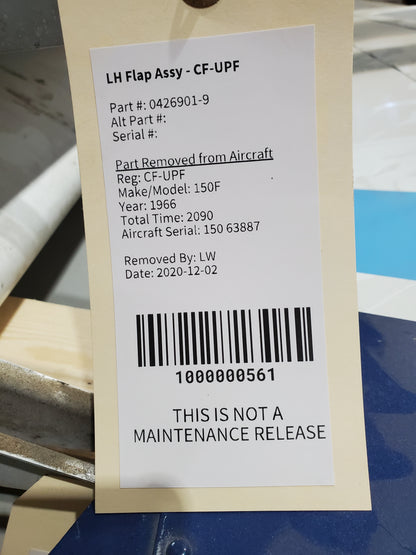 LH Flap Assy - CF-UPF
Part #: 0426901-9
Alt Part #:
Serial #:
Part Removed from Aircraft
Reg: CF-UPF
Make/Model: 150F
Year: 1966
Total Time: 2090
Aircraft Serial: 150 63887
Removed By: LW
Date: 2020-12-02
1000000561
THIS IS NOT A
MAINTENANCE RELEASE